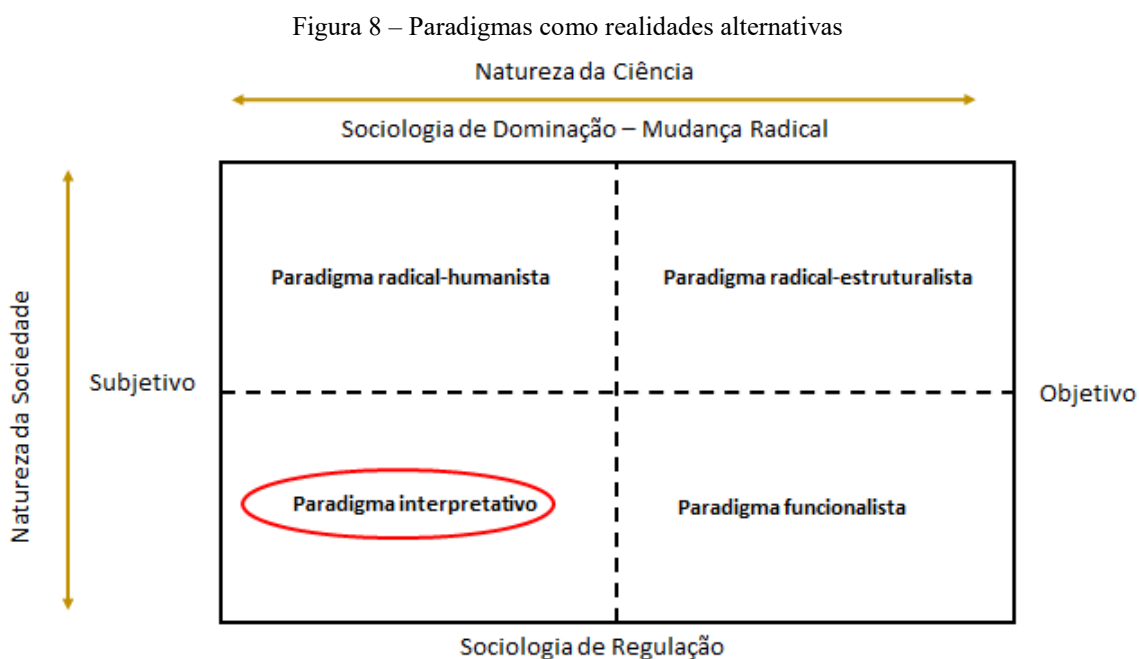 Figura 8 – Paradigmas como realidades alternativas
Natureza da Ciência
Sociologia de Dominação – Mudança Radical
Paradigma radical-humanista
Paradigma radical-estruturalista
Natureza da Sociedade
Subjetivo
Objetivo
Paradigma interpretativo
Paradigma funcionalista
Sociologia de Regulação